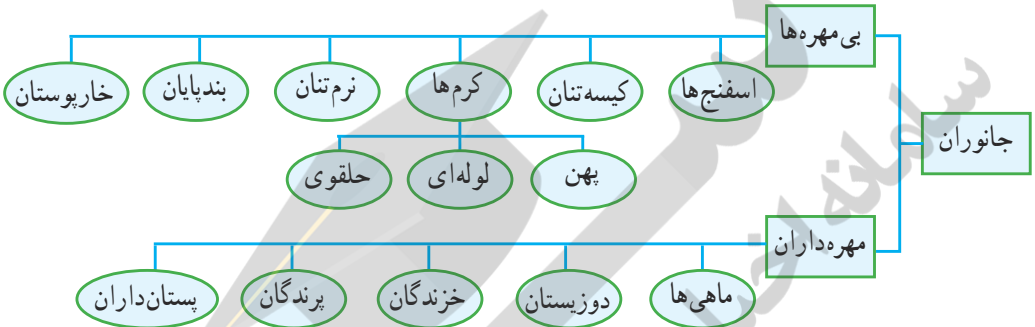 بی‌مهره‌ها
اسفنج‌ها کیسه‌تنان کرم‌ها نرم‌تنان بندپایان خارپوستان
جانوران
پهن لوله‌ای حلقوی
مهره‌داران
ماهی‌ها دوزیستان خزندگان پرندگان پستان‌داران
سامانه